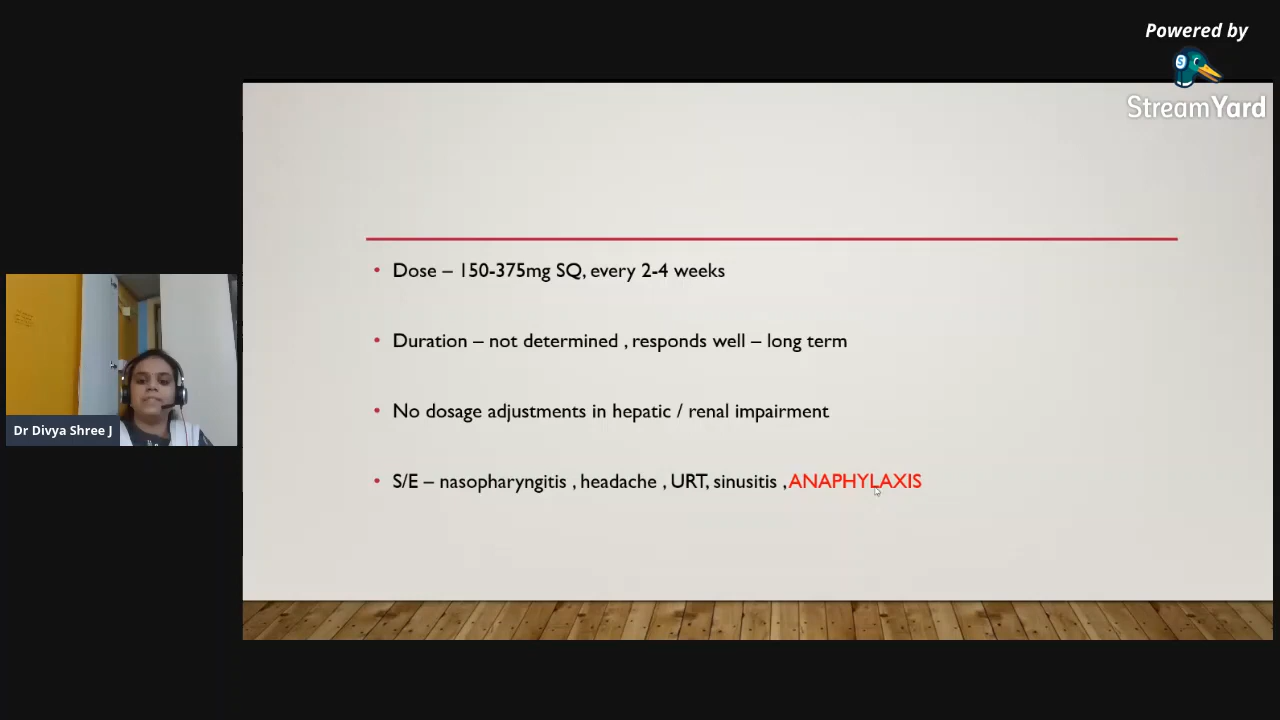 Powered by
StreamYard
• Dose – 150-375mg SQ, every 2-4 weeks
• Duration – not determined , responds well – long term
• No dosage adjustments in hepatic / renal impairment
• S/E – nasopharyngitis , headache , URT, sinusitis ,ANAPHYLAXIS
Dr Divya Shree J